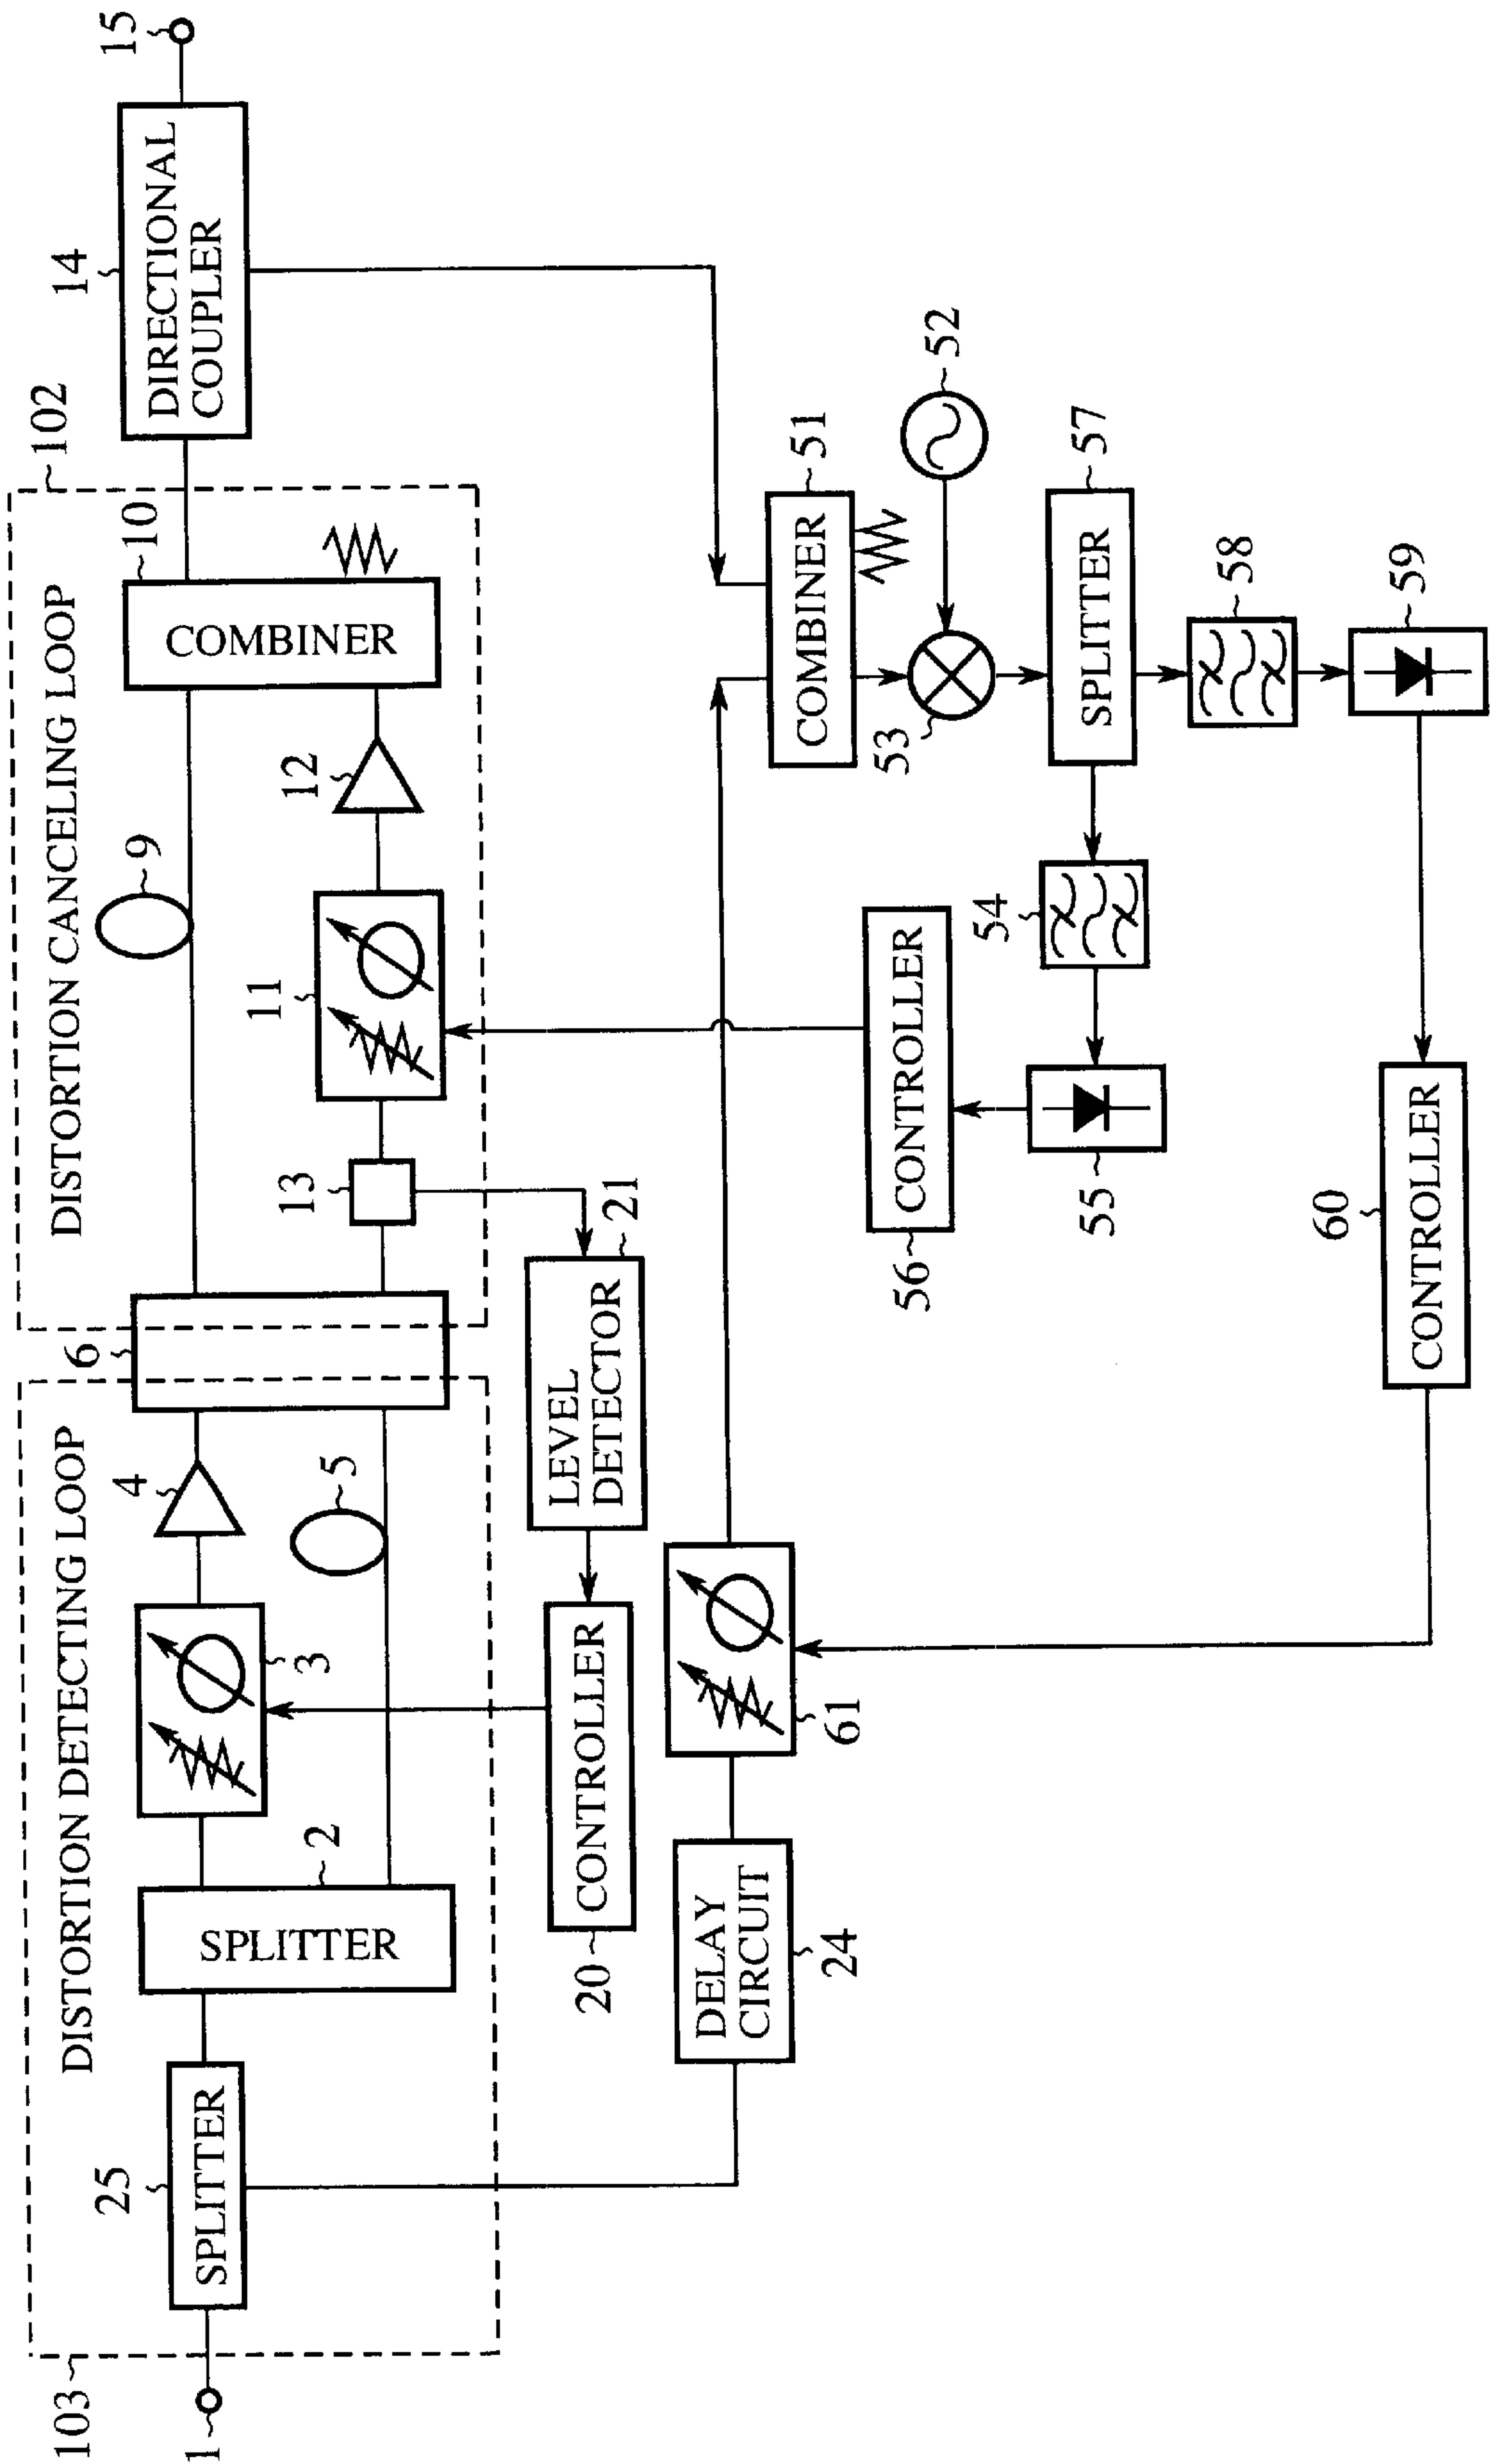 103
1
DISTORTION DETECTING LOOP
25
SPLITTER
SPLITTER
2
3
4
5
6
DISTORTION CANCELING LOOP
102
9
13
11
12
10
COMBINER
14
DIRECTIONAL
COUPLER
15
20
CONTROLLER
LEVEL
DETECTOR
21
DELAY
CIRCUIT
24
61
56
CONTROLLER
55
54
COMBINER
51
52
53
SPLITTER
57
58
59
60
CONTROLLER